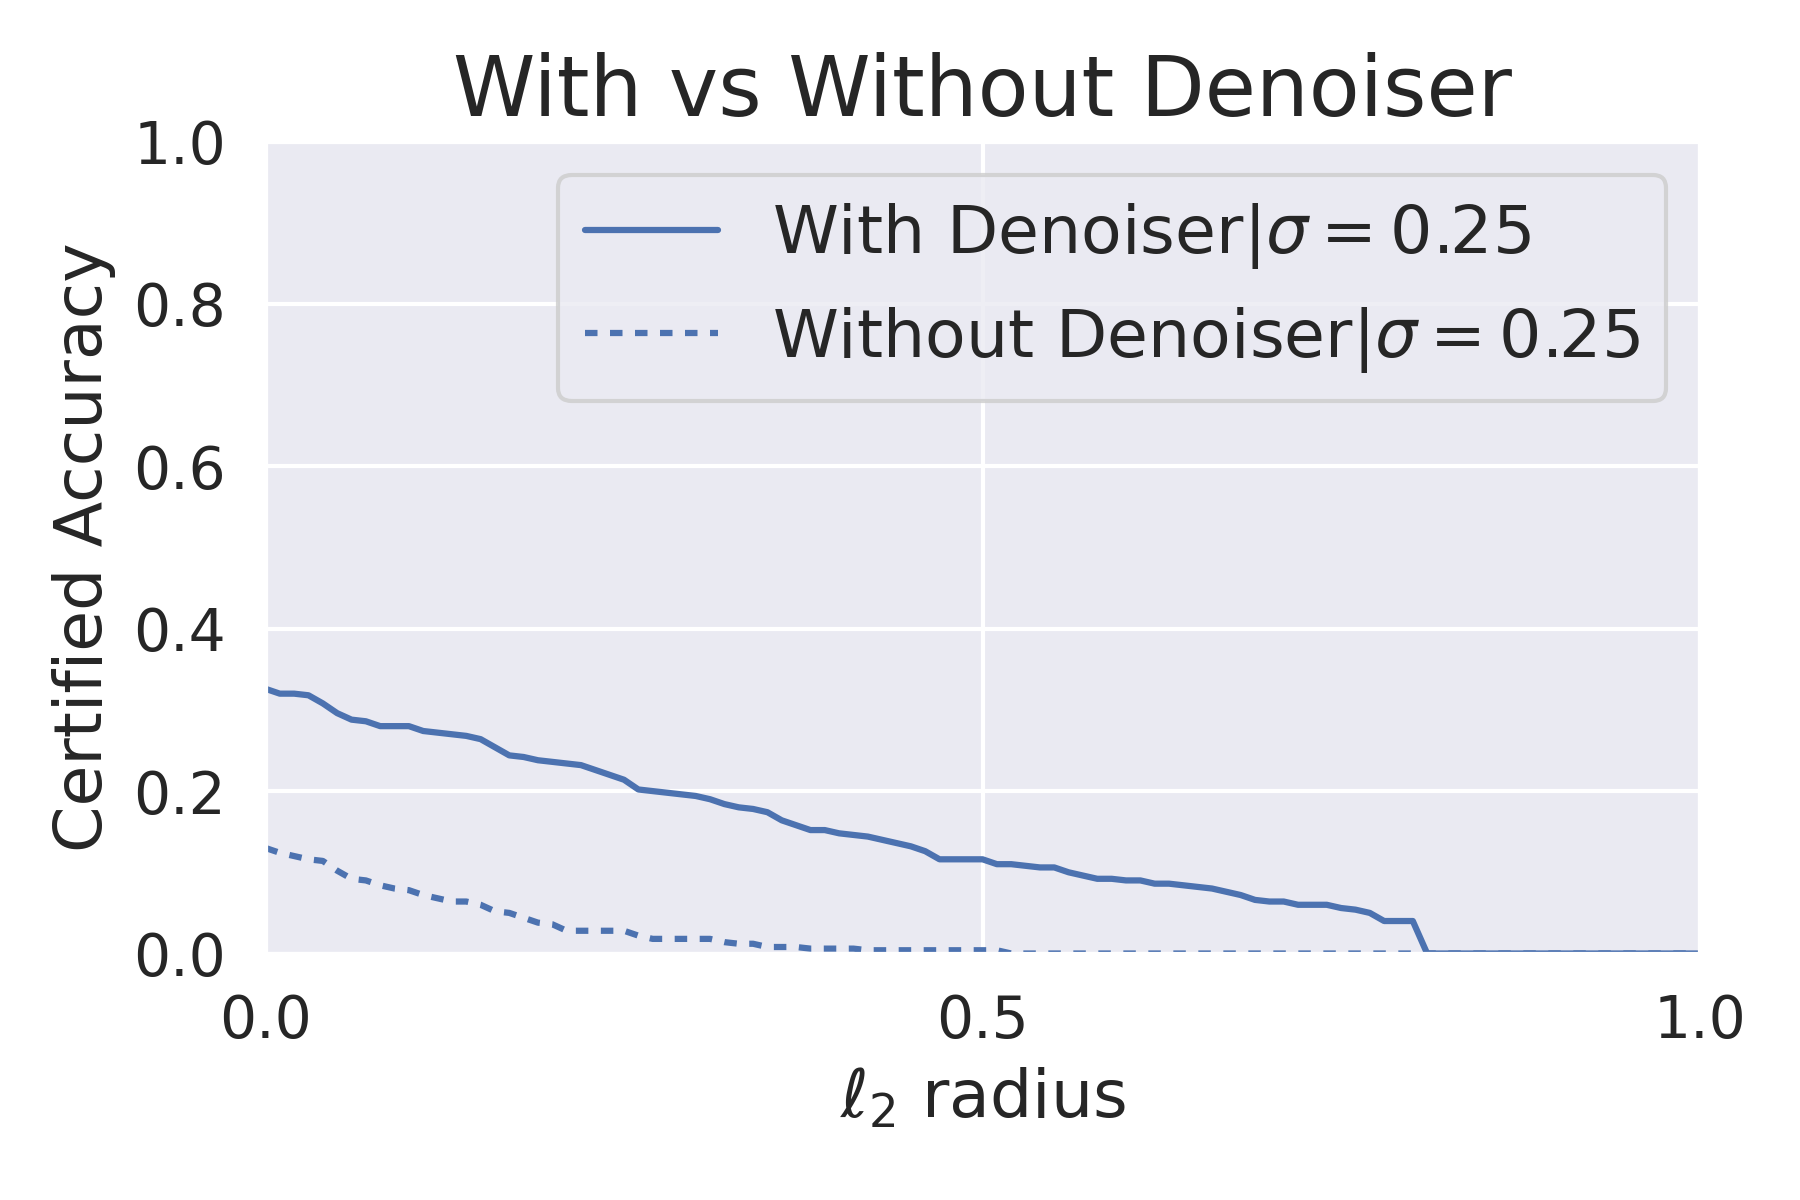 With vs Without Denoiser
1.0
0.8
0.6
0.4
0.2
0.0
Certified Accuracy
With Denoiser|σ = 0.25
Without Denoiser|σ = 0.25
0.0 0.5 1.0
ℓ₂ radius